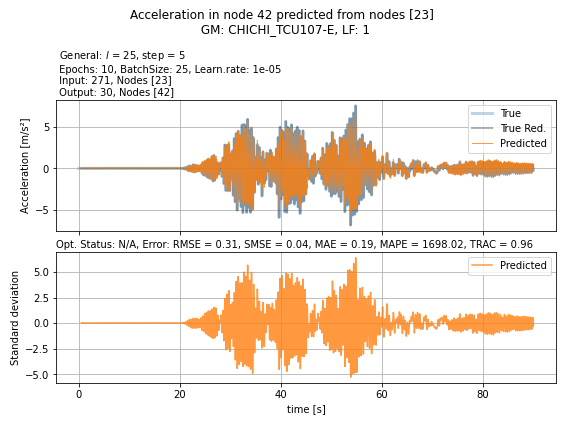 Acceleration in node 42 predicted from nodes [23]
GM: CHICHI_TCU107-E, LF: 1
General: l = 25, step = 5
Epochs: 10, BatchSize: 25, Learn.rate: 1e-05
Input: 271, Nodes [23]
Output: 30, Nodes [42]
Acceleration [m/s²]
5
0
−5
True
True Red.
Predicted
Opt. Status: N/A, Error: RMSE = 0.31, SMSE = 0.04, MAE = 0.19, MAPE = 1698.02, TRAC = 0.96
Standard deviation
5.0
2.5
0.0
−2.5
−5.0
Predicted
0 20 40 60 80
time [s]